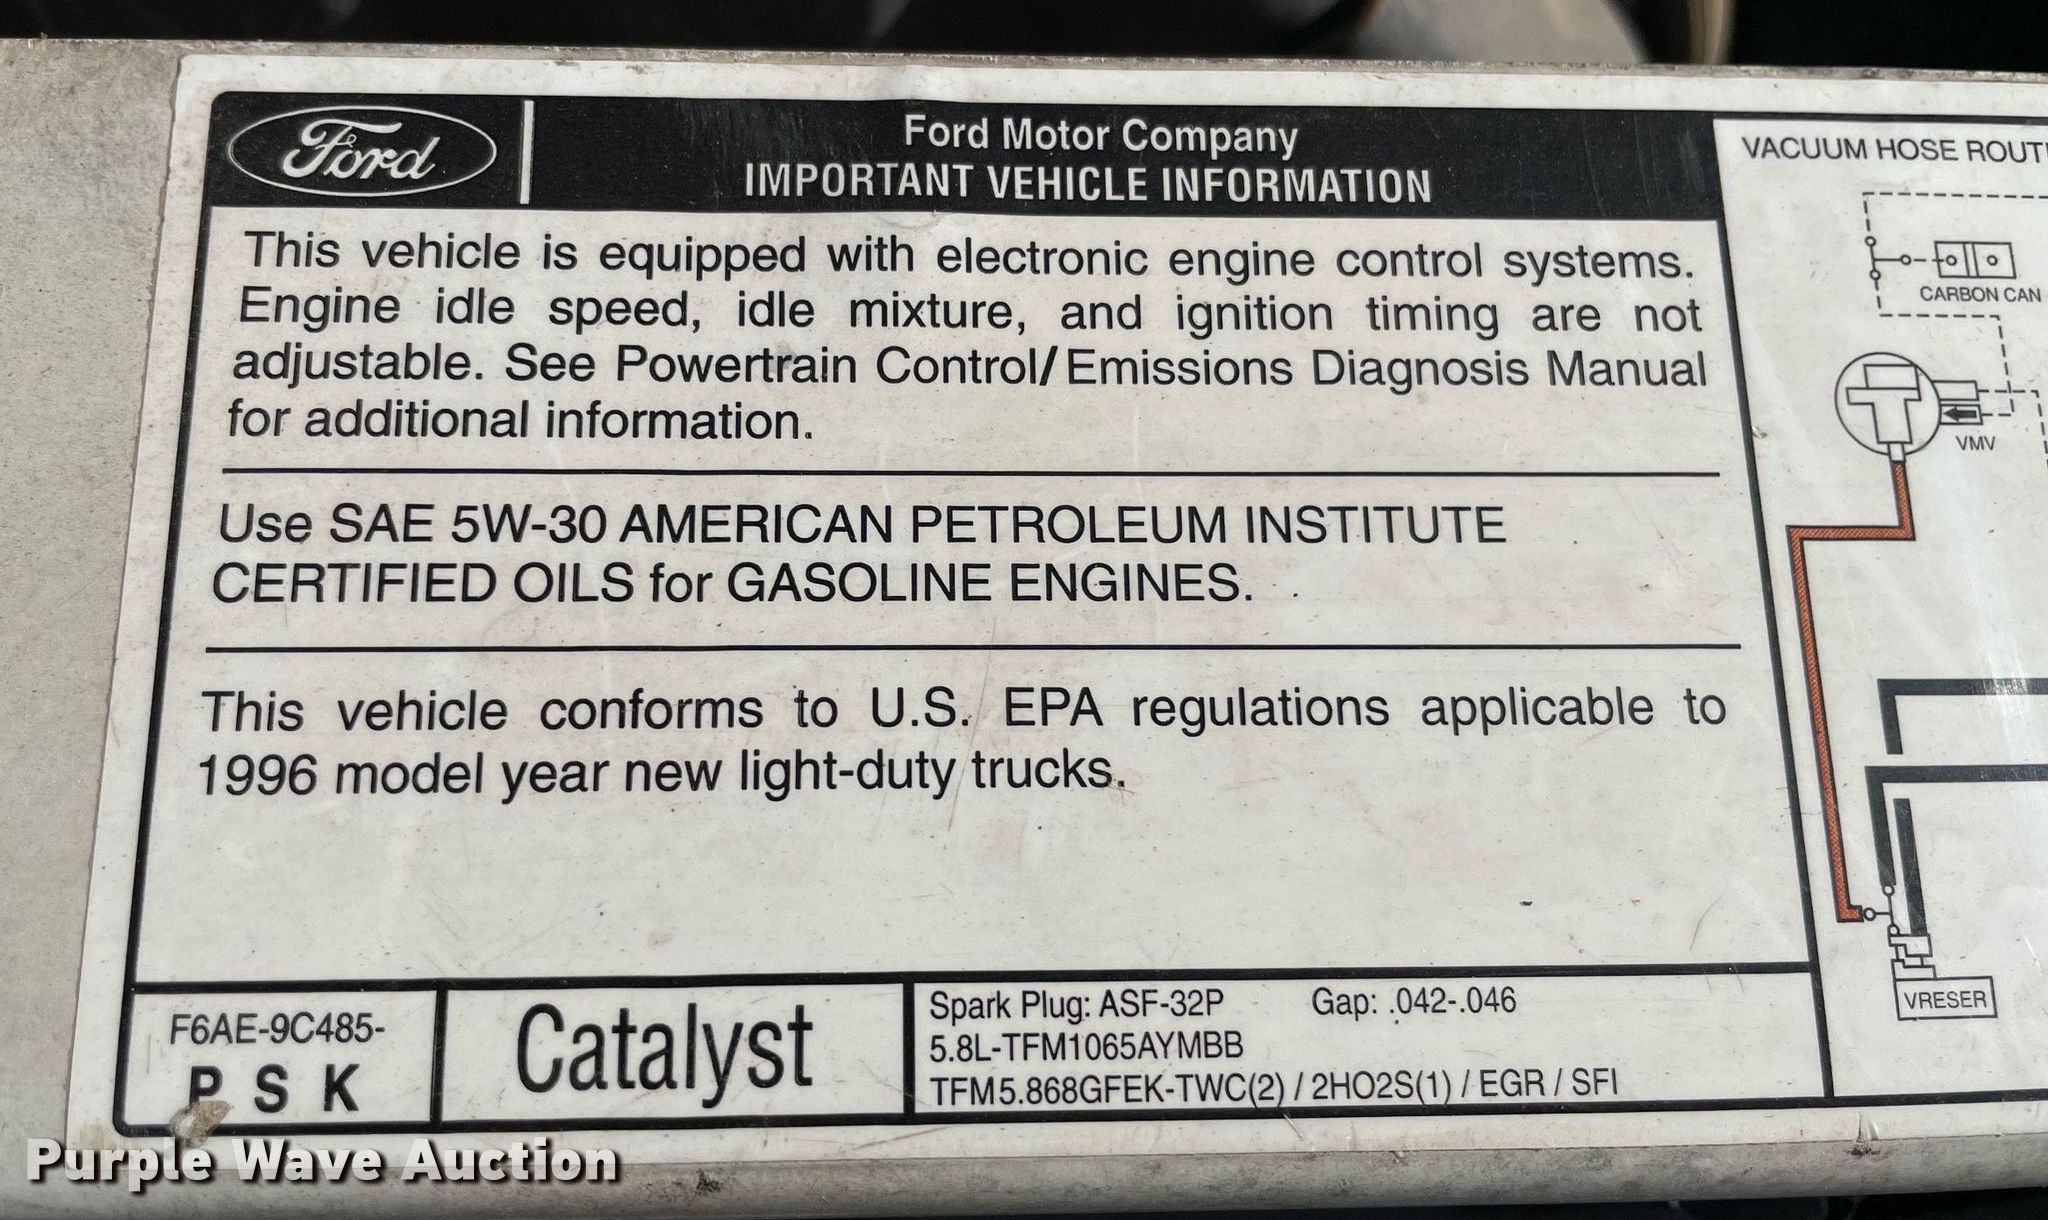 Ford
Ford Motor Company
IMPORTANT VEHICLE INFORMATION
This vehicle is equipped with electronic engine control systems.
Engine idle speed, idle mixture, and ignition timing are not
adjustable. See Powertrain Control/Emissions Diagnosis Manual
for additional information.
Use SAE 5W-30 AMERICAN PETROLEUM INSTITUTE
CERTIFIED OILS for GASOLINE ENGINES.
This vehicle conforms to U.S. EPA regulations applicable to
1996 model year new light-duty trucks.
F6AE-9C485-
P S K
Catalyst
Spark Plug: ASF-32P Gap: .042-.046
5.8L-TFM1065AYMBB
TFM5.868GFEK-TWC(2) / 2HO2S(1) / EGR / SFI
VACUUM HOSE ROUTI
CARBON CAN
VMV
VRESER
Purple Wave Auction